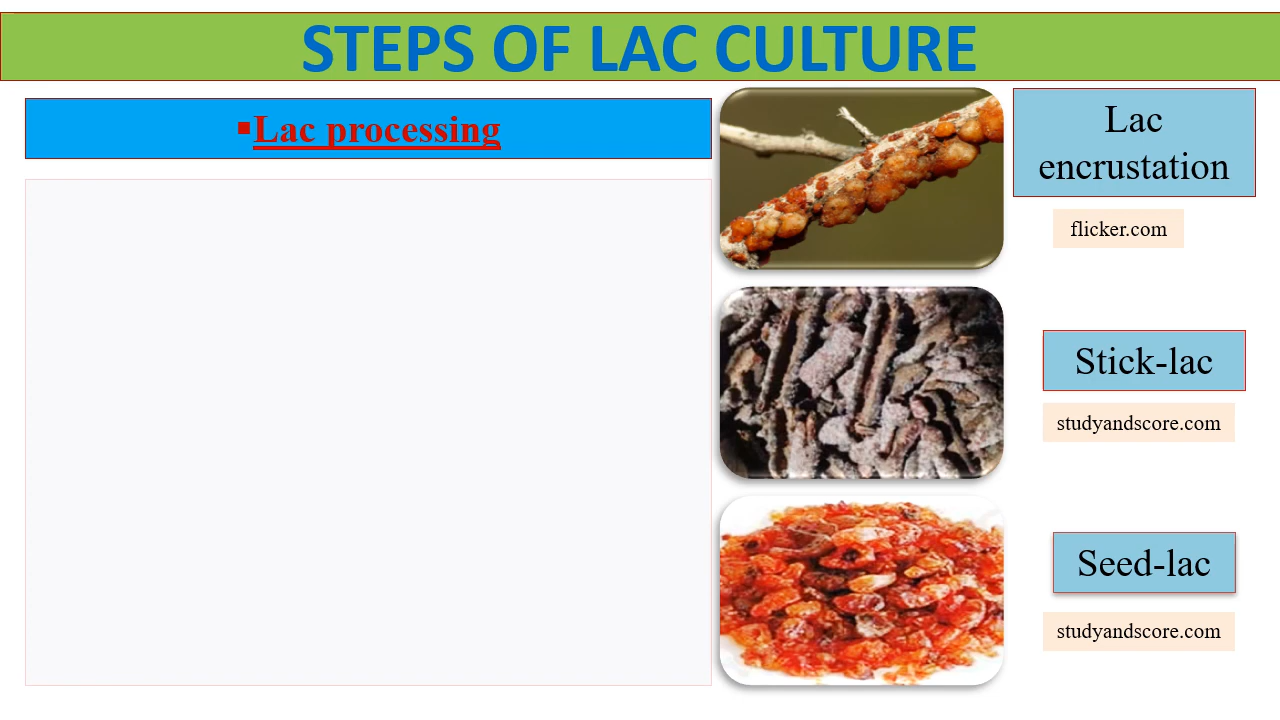 STEPS OF LAC CULTURE
▪Lac processing
Lac
encrustation
flicker.com
Stick-lac
studyandscore.com
Seed-lac
studyandscore.com